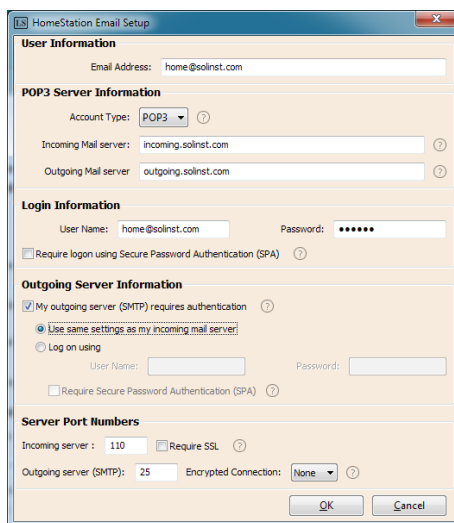 LS HomeStation Email Setup
User Information
Email Address: home@solinst.com
POP3 Server Information
Account Type: POP3 ?
Incoming Mail server: incoming.solinst.com ?
Outgoing Mail server outgoing.solinst.com ?
Login Information
User Name: home@solinst.com Password: ••••••
Require logon using Secure Password Authentication (SPA) ?
Outgoing Server Information
My outgoing server (SMTP) requires authentication ?
Use same settings as my incoming mail server
Log on using
User Name: Password:
Require Secure Password Authentication (SPA) ?
Server Port Numbers
Incoming server : 110 Require SSL ?
Outgoing server (SMTP): 25 Encrypted Connection: None ?
OK Cancel